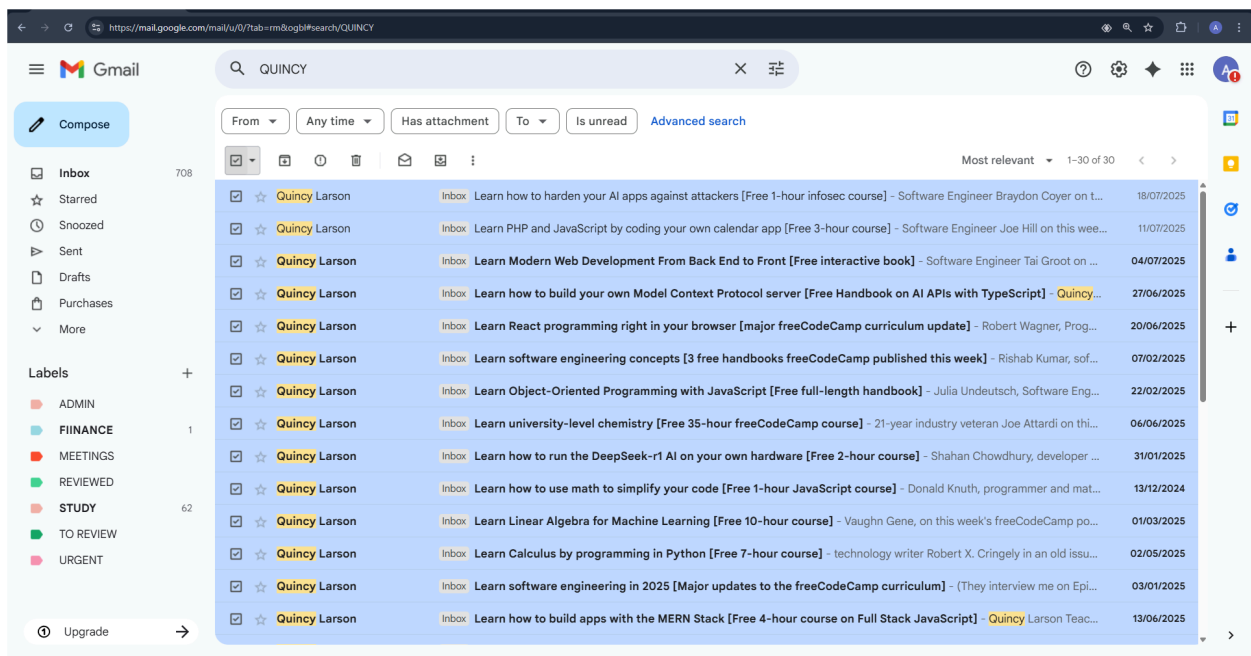 https://mail.google.com/mail/u/0/?tab=rm&ogbl#search/QUINCY A
Gmail QUINCY A
Compose
Inbox 708
Starred
Snoozed
Sent
Drafts
Purchases
More
Labels
ADMIN
FIINANCE 1
MEETINGS
REVIEWED
STUDY 62
TO REVIEW
URGENT
Upgrade
From Any time Has attachment To Is unread Advanced search
Most relevant 1–30 of 30
Quincy Larson Inbox Learn how to harden your AI apps against attackers [Free 1-hour infosec course] - Software Engineer Braydon Coyer on t... 18/07/2025
Quincy Larson Inbox Learn PHP and JavaScript by coding your own calendar app [Free 3-hour course] - Software Engineer Joe Hill on this wee... 11/07/2025
Quincy Larson Inbox Learn Modern Web Development From Back End to Front [Free interactive book] - Software Engineer Tai Groot on ... 04/07/2025
Quincy Larson Inbox Learn how to build your own Model Context Protocol server [Free Handbook on AI APIs with TypeScript] - Quincy... 27/06/2025
Quincy Larson Inbox Learn React programming right in your browser [major freeCodeCamp curriculum update] - Robert Wagner, Prog... 20/06/2025
Quincy Larson Inbox Learn software engineering concepts [3 free handbooks freeCodeCamp published this week] - Rishab Kumar, sof... 07/02/2025
Quincy Larson Inbox Learn Object-Oriented Programming with JavaScript [Free full-length handbook] - Julia Undeutsch, Software Eng... 22/02/2025
Quincy Larson Inbox Learn university-level chemistry [Free 35-hour freeCodeCamp course] - 21-year industry veteran Joe Attardi on thi... 06/06/2025
Quincy Larson Inbox Learn how to run the DeepSeek-r1 AI on your own hardware [Free 2-hour course] - Shahan Chowdhury, developer ... 31/01/2025
Quincy Larson Inbox Learn how to use math to simplify your code [Free 1-hour JavaScript course] - Donald Knuth, programmer and mat... 13/12/2024
Quincy Larson Inbox Learn Linear Algebra for Machine Learning [Free 10-hour course] - Vaughn Gene, on this week's freeCodeCamp po... 01/03/2025
Quincy Larson Inbox Learn Calculus by programming in Python [Free 7-hour course] - technology writer Robert X. Cringely in an old issu... 02/05/2025
Quincy Larson Inbox Learn software engineering in 2025 [Major updates to the freeCodeCamp curriculum] - (They interview me on Epi... 03/01/2025
Quincy Larson Inbox Learn how to build apps with the MERN Stack [Free 4-hour course on Full Stack JavaScript] - Quincy Larson Teac... 13/06/2025
31